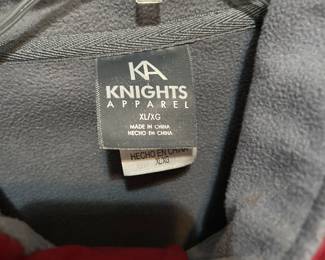 KA
KNIGHTS
APPAREL
XL/XG
MADE IN CHINA
HECHO EN CHINA
HECHO EN CHINA
XL/XG